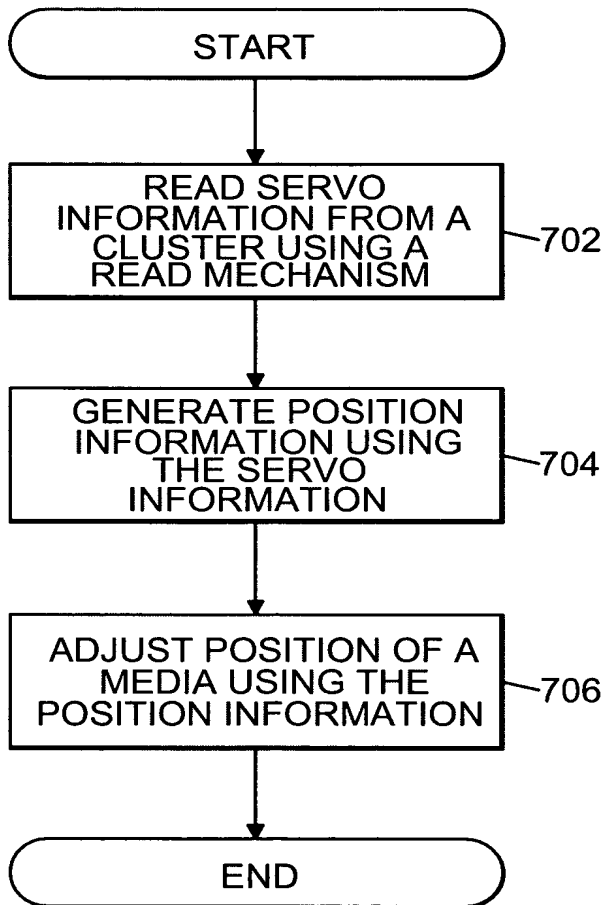 START
READ SERVO
INFORMATION FROM A
CLUSTER USING A
READ MECHANISM
702
GENERATE POSITION
INFORMATION USING
THE SERVO
INFORMATION
704
ADJUST POSITION OF A
MEDIA USING THE
POSITION INFORMATION
706
END